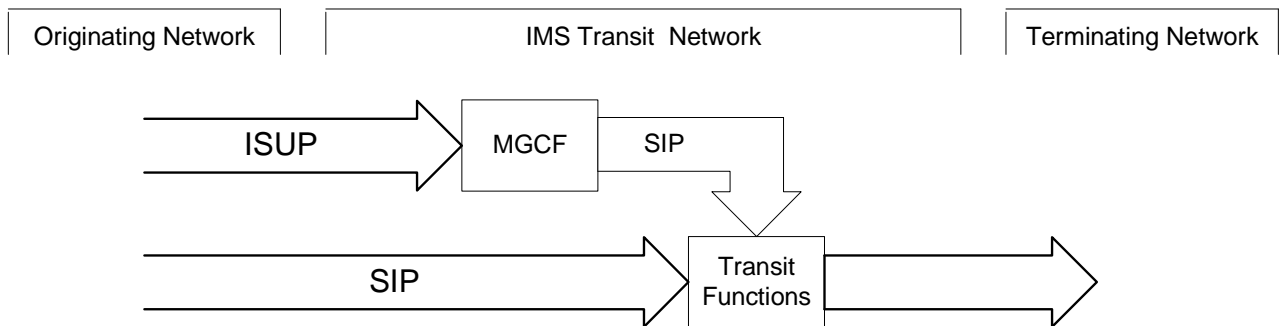 Originating Network
IMS Transit Network
Terminating Network
ISUP
MGCF
SIP
SIP
Transit
Functions